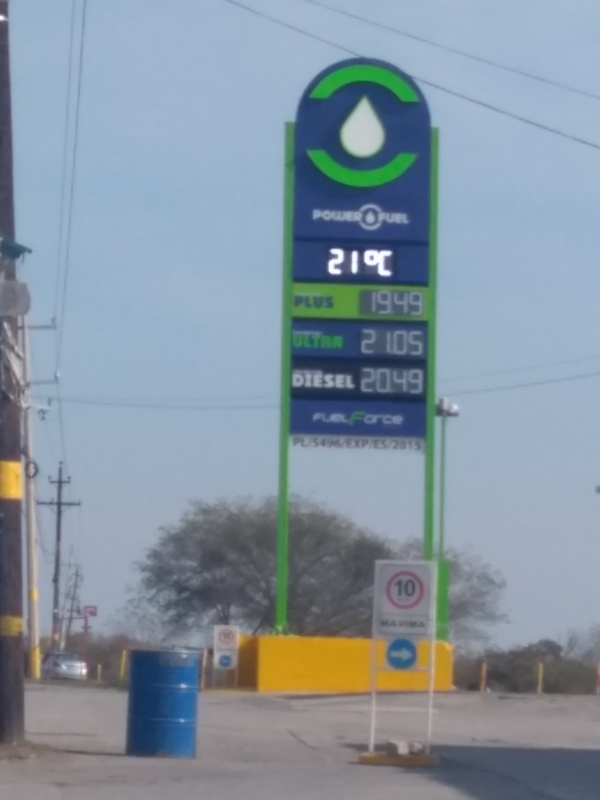 POWER FUEL
21°C
PLUS 19.49
ULTRA 21.05
DIESEL 20.49
FUELForce
PL/5496/EXP/ES/2015
10
MAXIMA